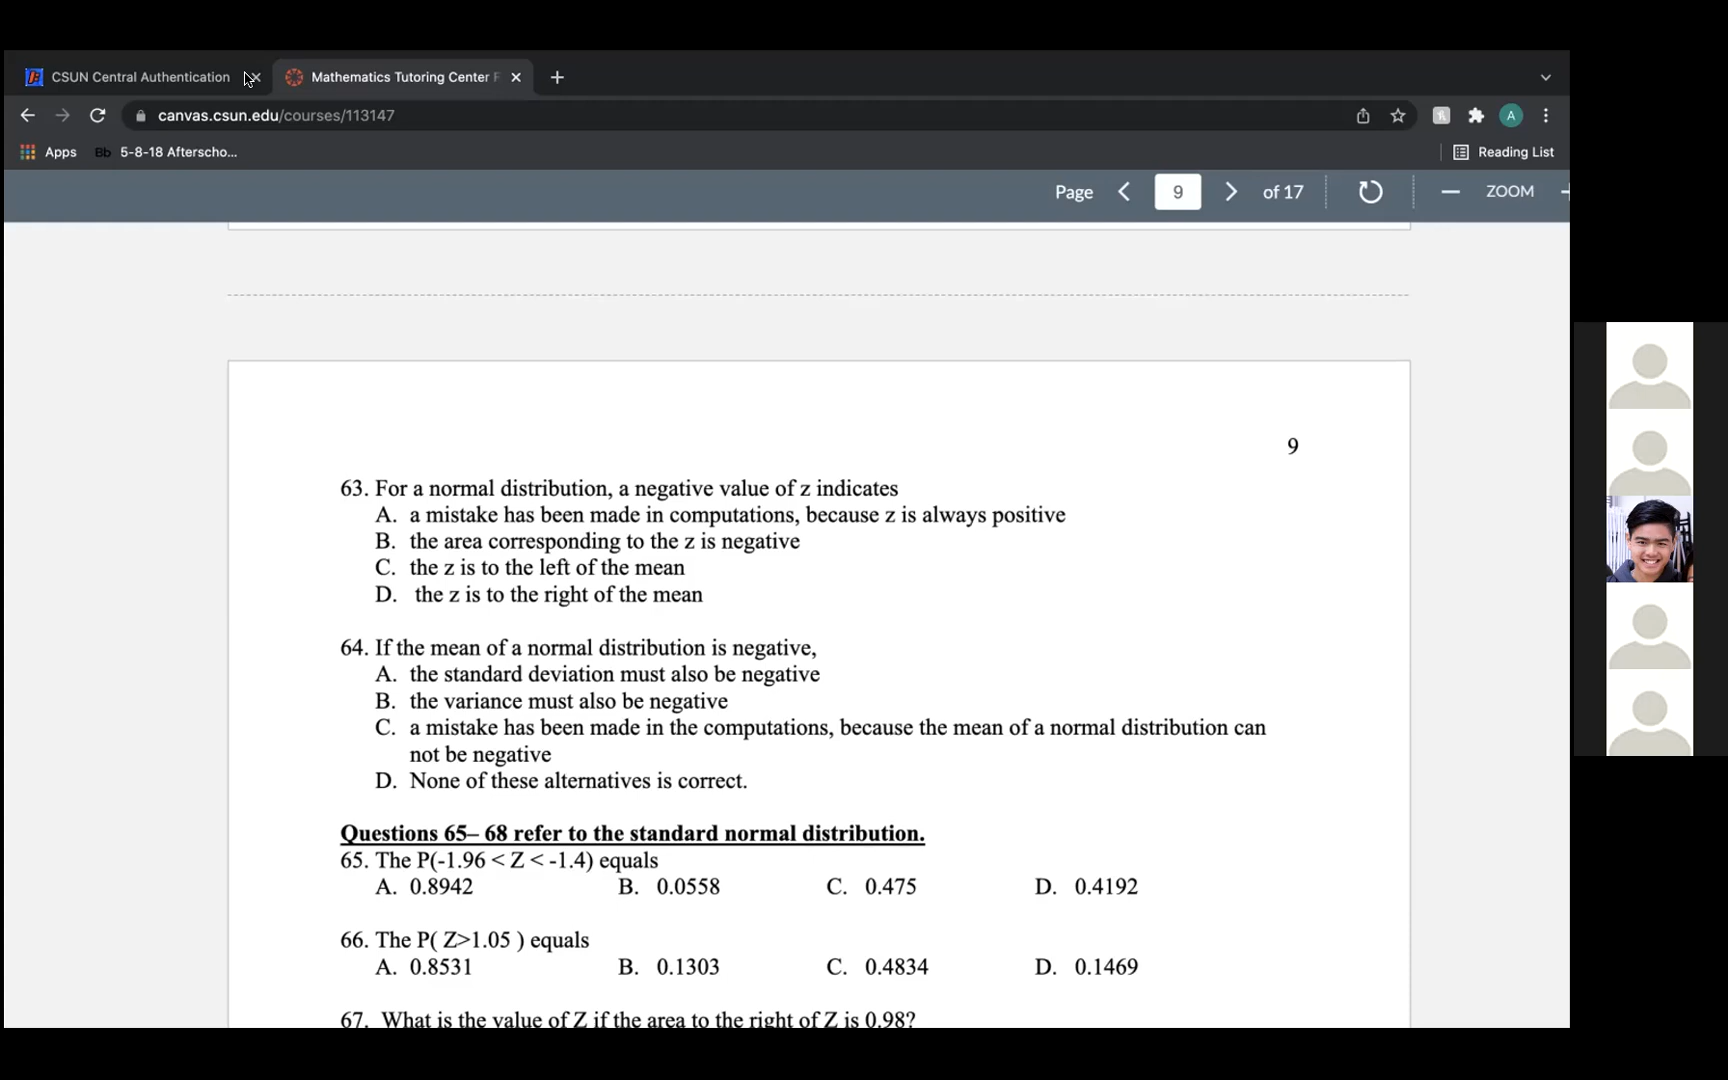 CSUN Central Authentication
Mathematics Tutoring Center F
canvas.csun.edu/courses/113147
A
Apps
Bb 5-8-18 Afterscho...
Reading List
Page 9 of 17
ZOOM
9
63. For a normal distribution, a negative value of z indicates
A. a mistake has been made in computations, because z is always positive
B. the area corresponding to the z is negative
C. the z is to the left of the mean
D. the z is to the right of the mean
64. If the mean of a normal distribution is negative,
A. the standard deviation must also be negative
B. the variance must also be negative
C. a mistake has been made in the computations, because the mean of a normal distribution can
not be negative
D. None of these alternatives is correct.
Questions 65– 68 refer to the standard normal distribution.
65. The P(-1.96 < Z < -1.4) equals
A. 0.8942 B. 0.0558 C. 0.475 D. 0.4192
66. The P( Z>1.05 ) equals
A. 0.8531 B. 0.1303 C. 0.4834 D. 0.1469
67. What is the value of Z if the area to the right of Z is 0.98?